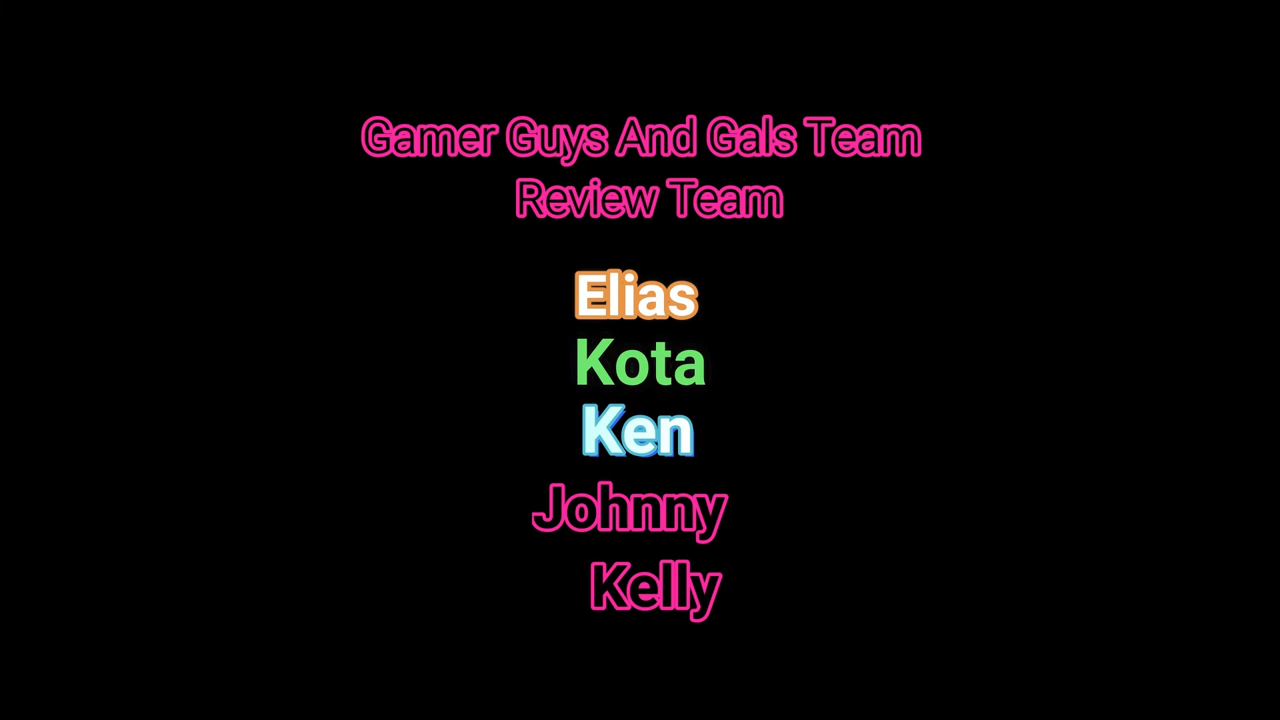 Gamer Guys And Gals Team
Review Team
Elias
Kota
Ken
Johnny
Kelly